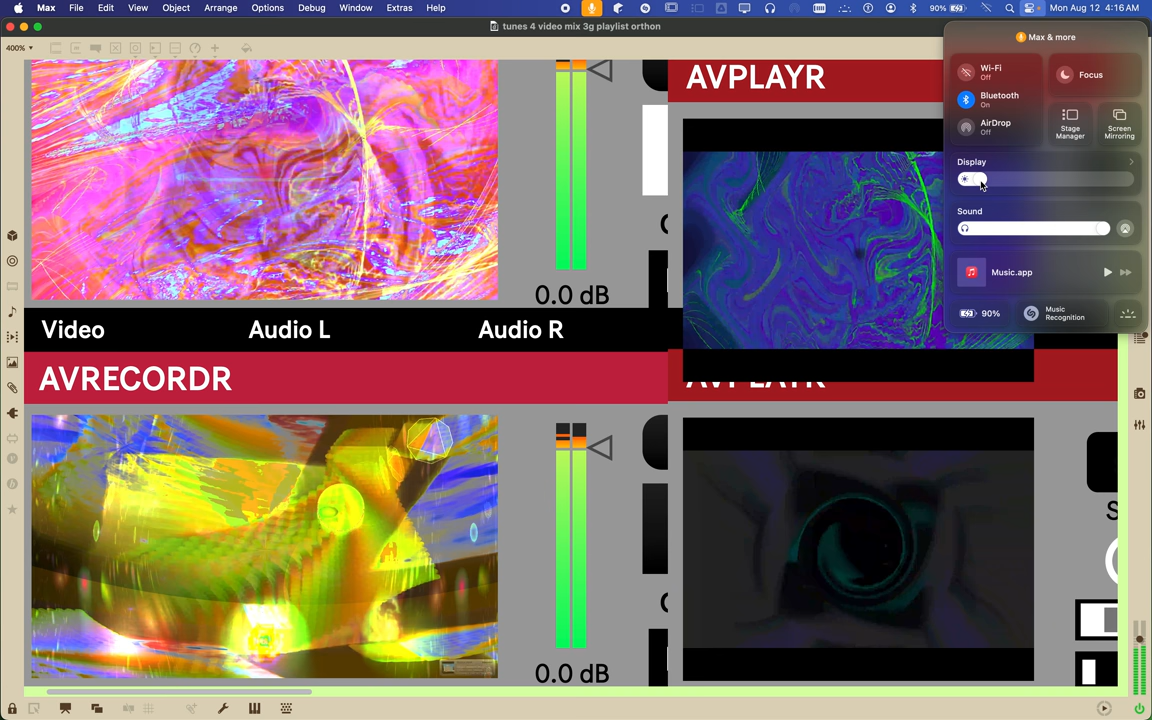 Max File Edit View Object Arrange Options Debug Window Extras Help 90% Mon Aug 12 4:16 AM
tunes 4 video mix 3g playlist orthon
400%
Max & more
Wi-Fi
Off
Bluetooth
On
AirDrop
Off
Focus
Stage
Manager
Screen
Mirroring
Display
Sound
Music.app
90%
Music
Recognition
0.0 dB
Video Audio L Audio R
AVRECORDR
0.0 dB
AVPLAYR
AVPLAYR